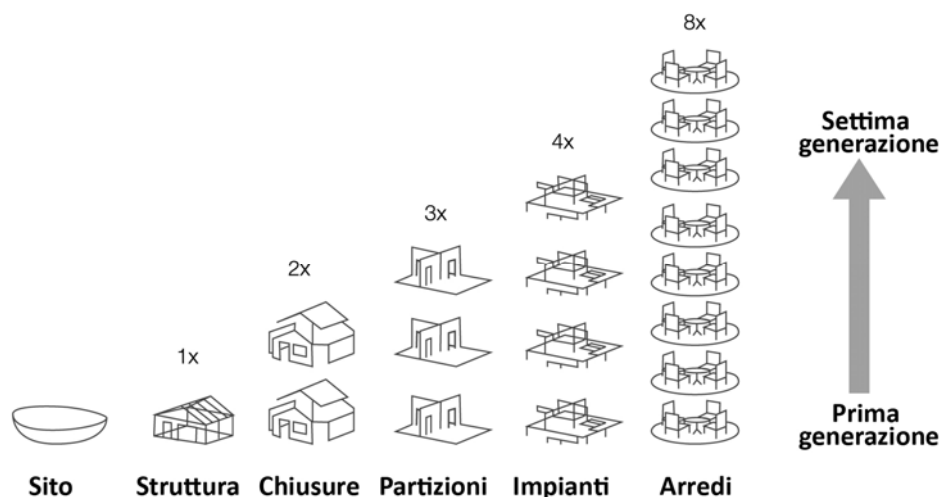 8x
4x
3x
2x
1x
Settima
generazione
Prima
generazione
Sito
Struttura
Chiusure
Partizioni
Impianti
Arredi